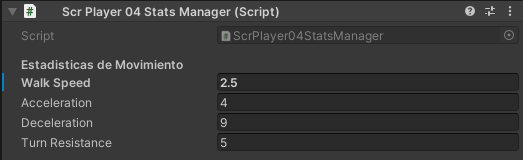 Scr Player 04 Stats Manager (Script)
Script ScrPlayer04StatsManager
Estadisticas de Movimiento
Walk Speed 2.5
Acceleration 4
Deceleration 9
Turn Resistance 5